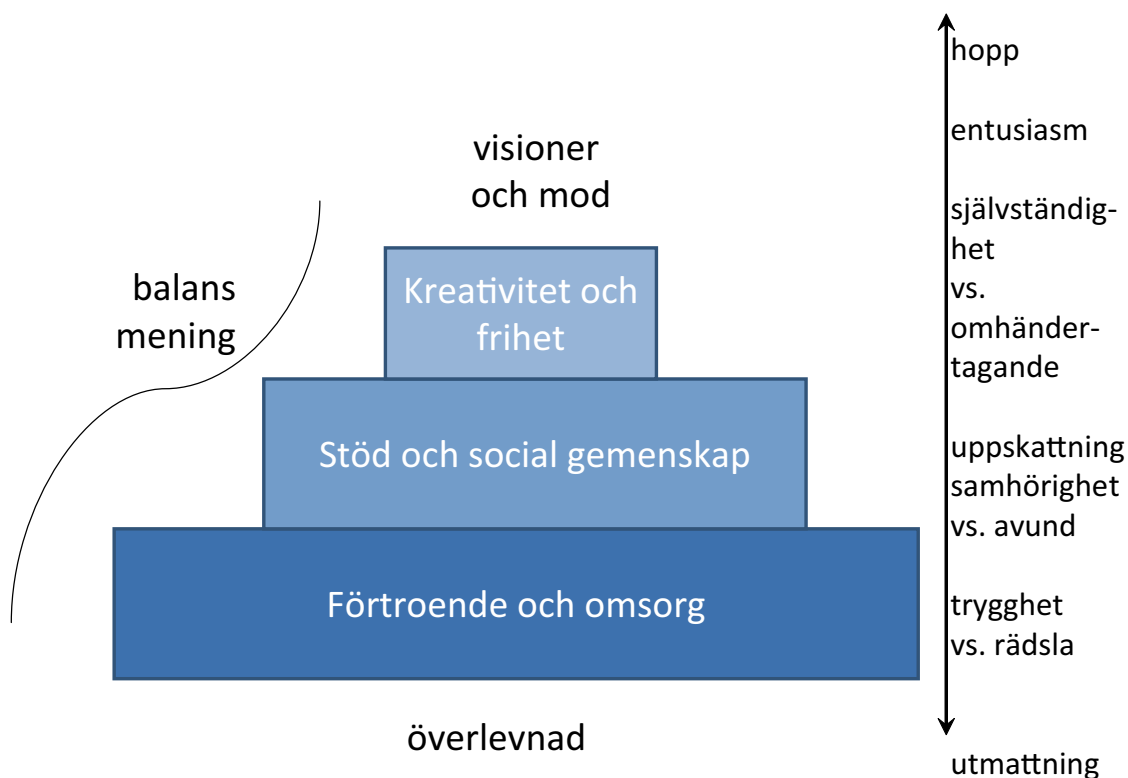 visioner
och mod
balans
mening
Kreativitet och
frihet
Stöd och social gemenskap
Förtroende och omsorg
överlevnad
hopp
entusiasm
självständig-
het
vs.
omhänder-
tagande
uppskattning
samhörighet
vs. avund
trygghet
vs. rädsla
utmattning